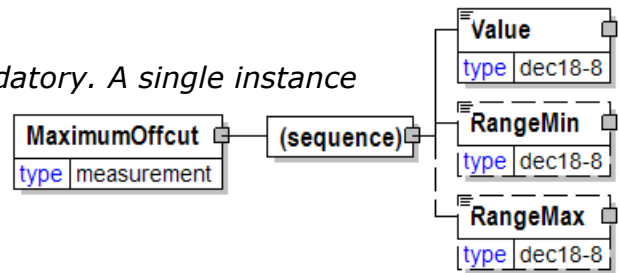 Value
type dec18-8
datory. A single instance
RangeMin
MaximumOffcut (sequence)
type dec18-8
type measurement
RangeMax
type dec18-8